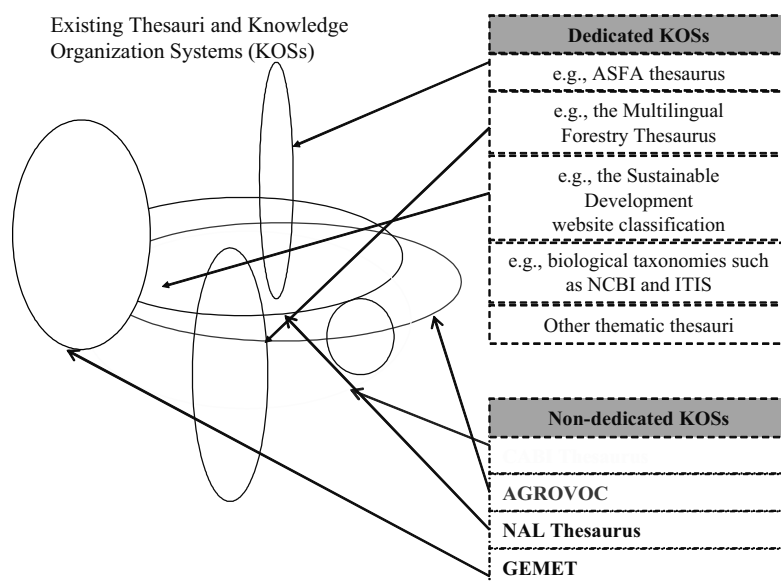 Existing Thesauri and Knowledge
Organization Systems (KOSs)
Dedicated KOSs
e.g., ASFA thesaurus
e.g., the Multilingual
Forestry Thesaurus
e.g., the Sustainable
Development
website classification
e.g., biological taxonomies such
as NCBI and ITIS
Other thematic thesauri
Non-dedicated KOSs
AGROVOC
NAL Thesaurus
GEMET